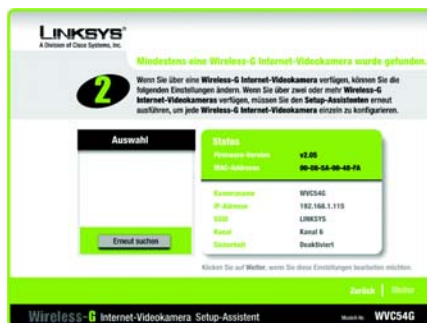 LINKSYS®
A Division of Cisco Systems, Inc.
Mindestens eine Wireless-G Internet-Videokamera wurde gefunden.
2
Wenn Sie über eine Wireless-G Internet-Videokamera verfügen, können Sie die
folgenden Einstellungen ändern. Wenn Sie über zwei oder mehr Wireless-G
Internet-Videokameras verfügen, müssen Sie den Setup-Assistenten erneut
ausführen, um jede Wireless-G Internet-Videokamera einzeln zu konfigurieren.
Auswahl
Erneut suchen
Status
Firmware-Version v2.05
MAC-Addresse 00-06-5A-00-48-FA
Kameraname WVC54G
IP-Adresse 192.168.1.115
SSID LINKSYS
Kanal Kanal 6
Sicherheit Deaktiviert
Klicken Sie auf Weiter, wenn Sie diese Einstellungen bearbeiten möchten.
Zurück | Weiter
Wireless-G Internet-Videokamera Setup-Assistent
Modell-Nr. WVC54G